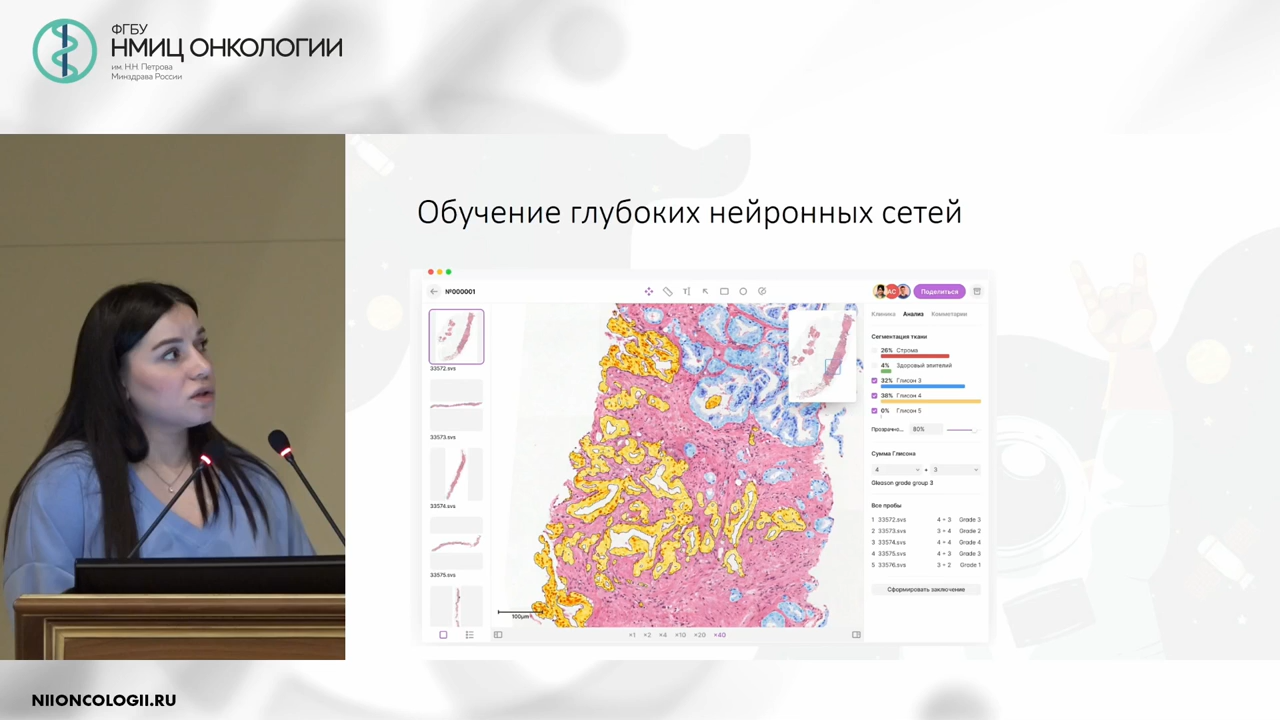 ФГБУ
НМИЦ ОНКОЛОГИИ
им. Н.Н. Петрова
Минздрава России
Обучение глубоких нейронных сетей
№000001
Поделиться
Клиника Анализ Комментарии
33572.svs
33573.svs
33574.svs
33575.svs
100µm
×1 ×2 ×4 ×10 ×20 ×40
Сегментация ткани
26% Строма
4% Здоровый эпителий
32% Глисон 3
38% Глисон 4
0% Глисон 5
Прозрачно... 80%
Сумма Глисона
4 + 3
Gleason grade group 3
Все пробы
1 33572.svs 4 + 3 Grade 3
2 33573.svs 3 + 4 Grade 2
3 33574.svs 4 + 4 Grade 4
4 33575.svs 4 + 3 Grade 3
5 33576.svs 3 + 2 Grade 1
Сформировать заключение
NIIONCOLOGII.RU